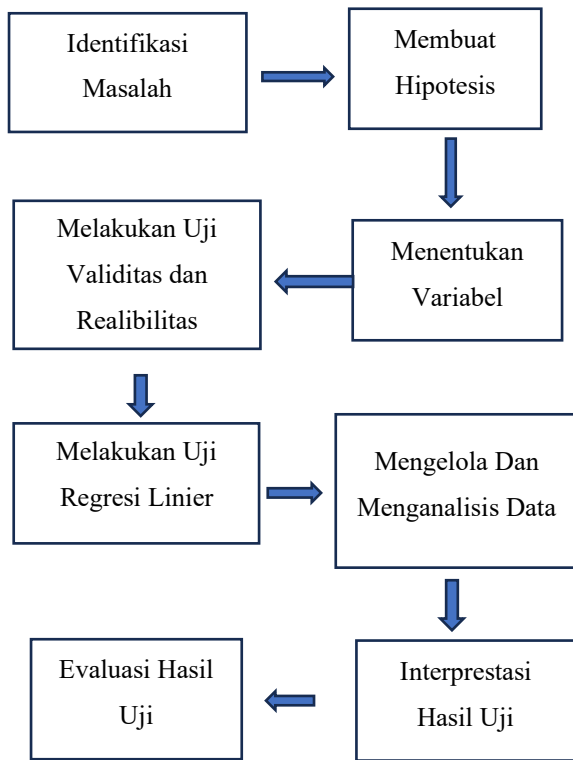 Identifikasi
Masalah
Membuat
Hipotesis
Menentukan
Variabel
Melakukan Uji
Validitas dan
Realibilitas
Melakukan Uji
Regresi Linier
Mengelola Dan
Menganalisis Data
Interprestasi
Hasil Uji
Evaluasi Hasil
Uji